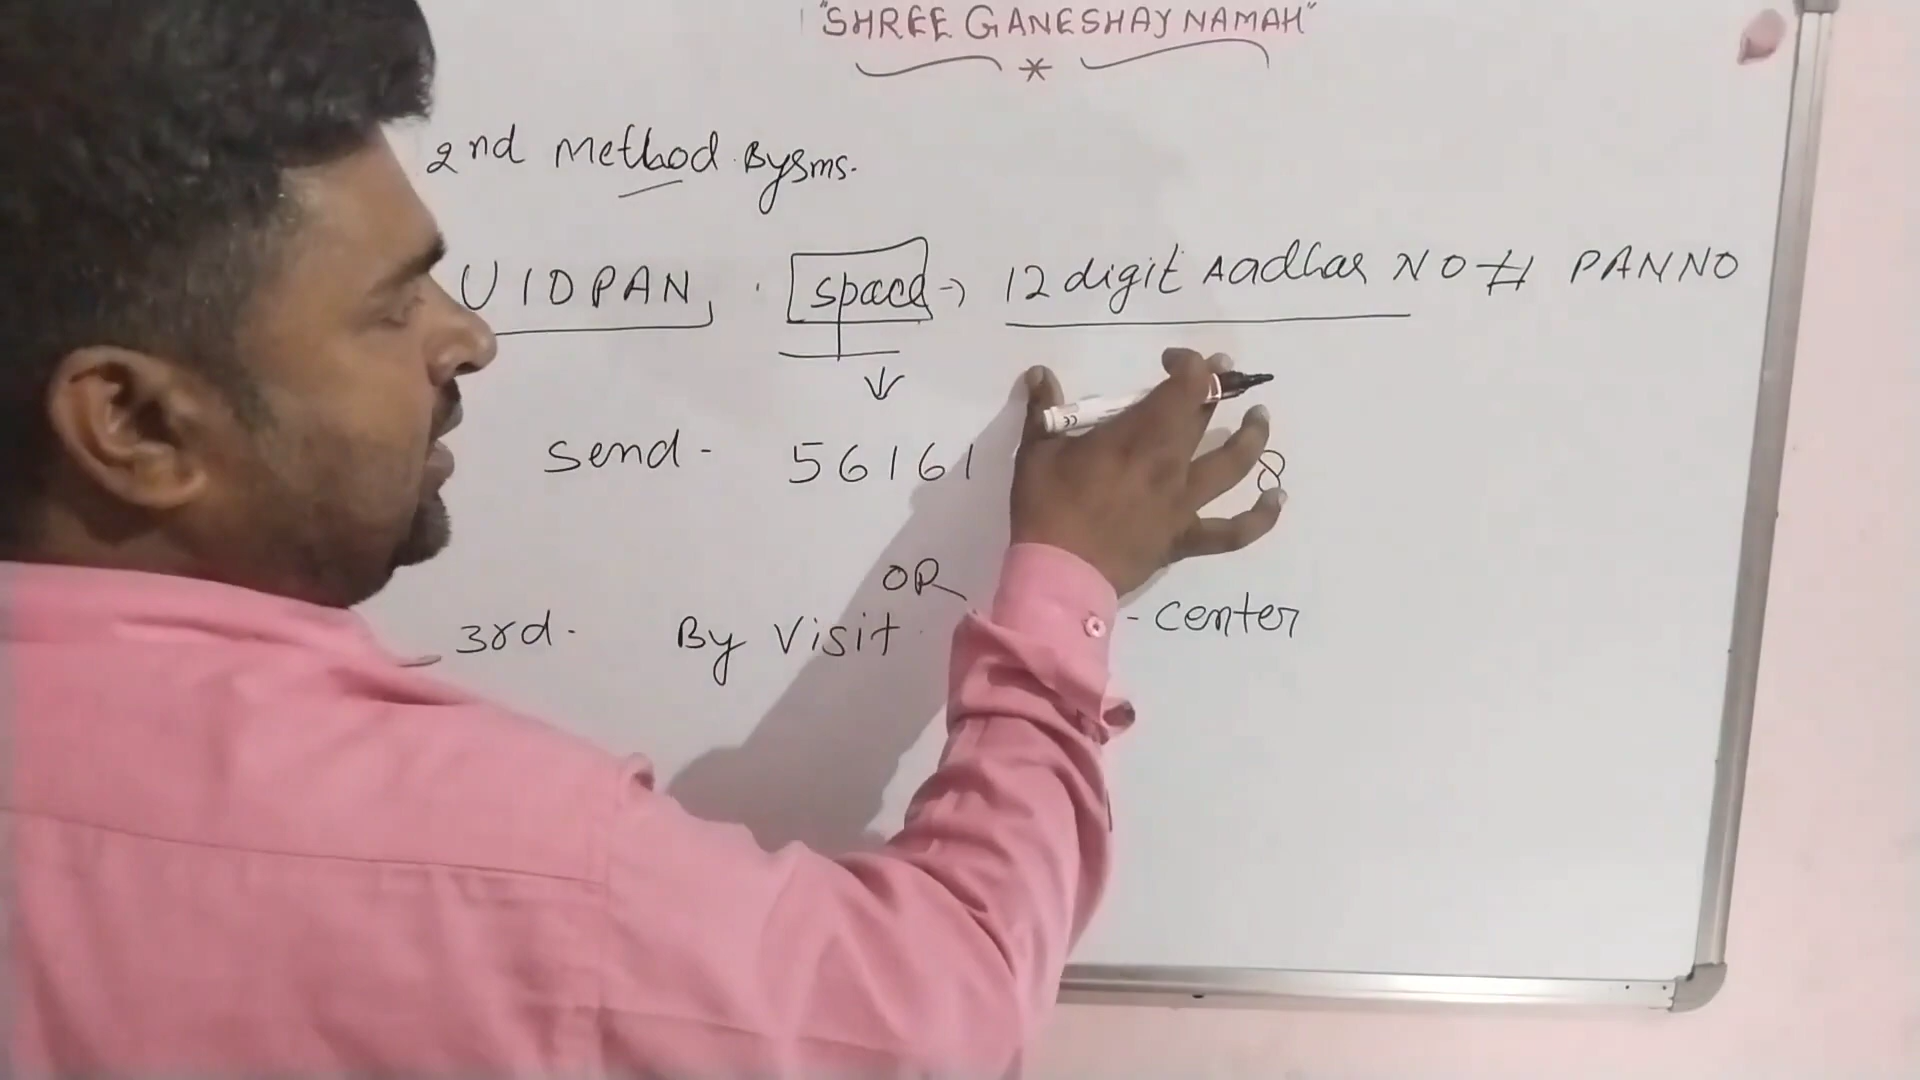 "SHREE GANESHAY NAMAH"
2nd Method By Sms.
UIDPAN, space → 12 digit Aadhar NO # PANNO
Send - 56161 8
OR
3rd - By Visit - center